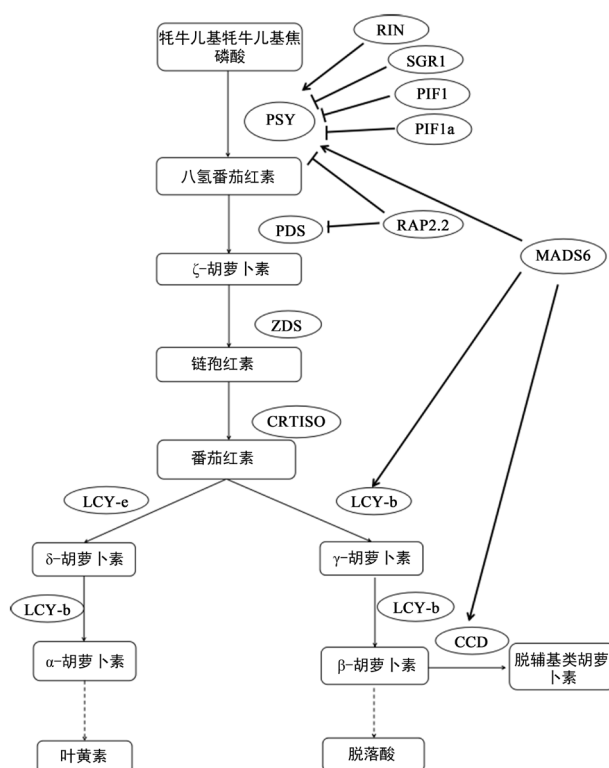 牻牛儿基牻牛儿基焦
磷酸
RIN
SGR1
PIF1
PSY
PIF1a
八氢番茄红素
PDS
RAP2.2
MADS6
ζ-胡萝卜素
ZDS
链孢红素
CRTISO
番茄红素
LCY-e
LCY-b
δ-胡萝卜素
γ-胡萝卜素
LCY-b
LCY-b
CCD
α-胡萝卜素
β-胡萝卜素
脱辅基类胡萝
卜素
叶黄素
脱落酸